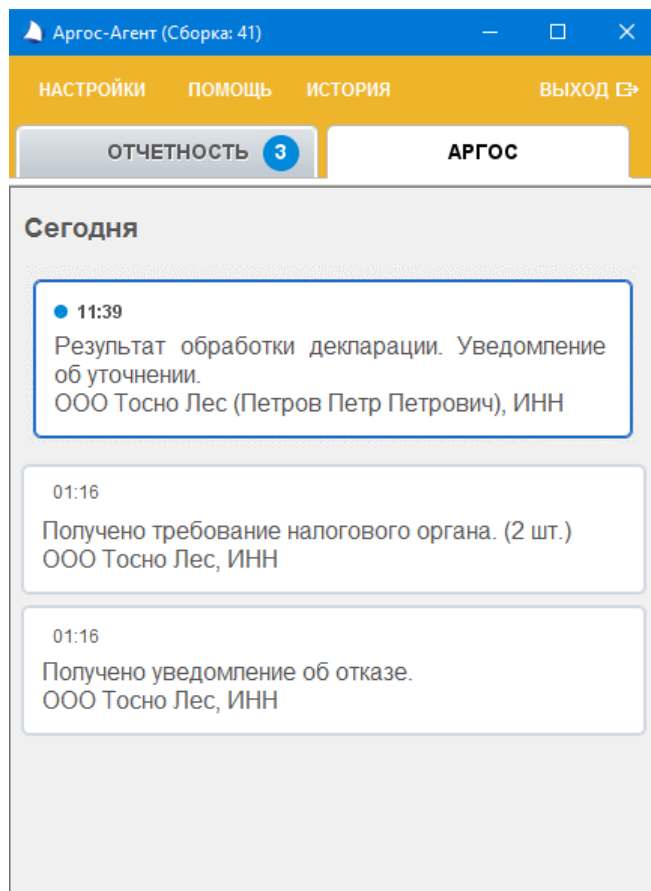 Аргос-Агент (Сборка: 41)
НАСТРОЙКИ ПОМОЩЬ ИСТОРИЯ ВЫХОД
ОТЧЕТНОСТЬ 3 АРГОС
Сегодня
11:39
Результат обработки декларации. Уведомление
об уточнении.
ООО Тосно Лес (Петров Петр Петрович), ИНН
01:16
Получено требование налогового органа. (2 шт.)
ООО Тосно Лес, ИНН
01:16
Получено уведомление об отказе.
ООО Тосно Лес, ИНН